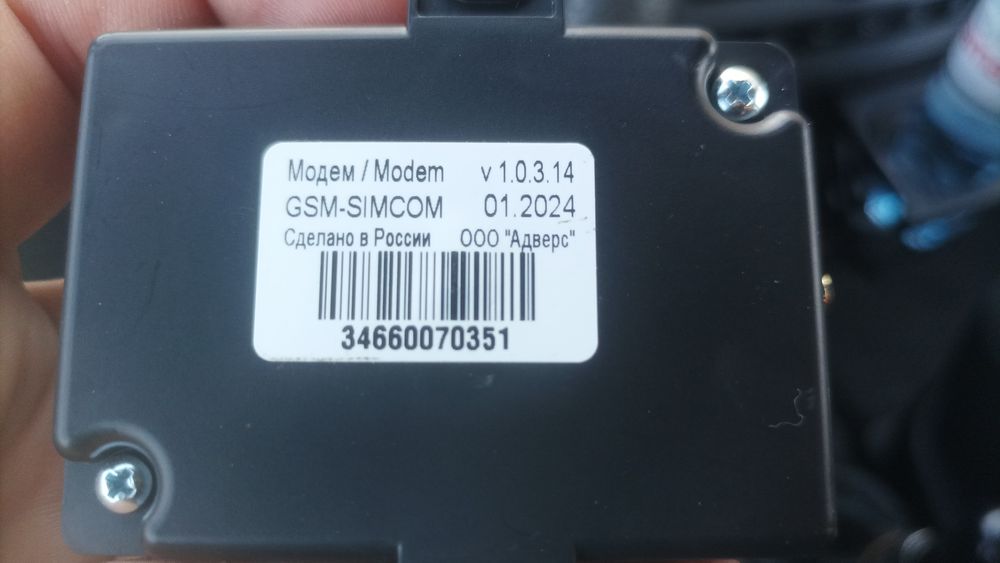 Модем / Modem v 1.0.3.14
GSM-SIMCOM 01.2024
Сделано в России ООО "Адверс"
34660070351